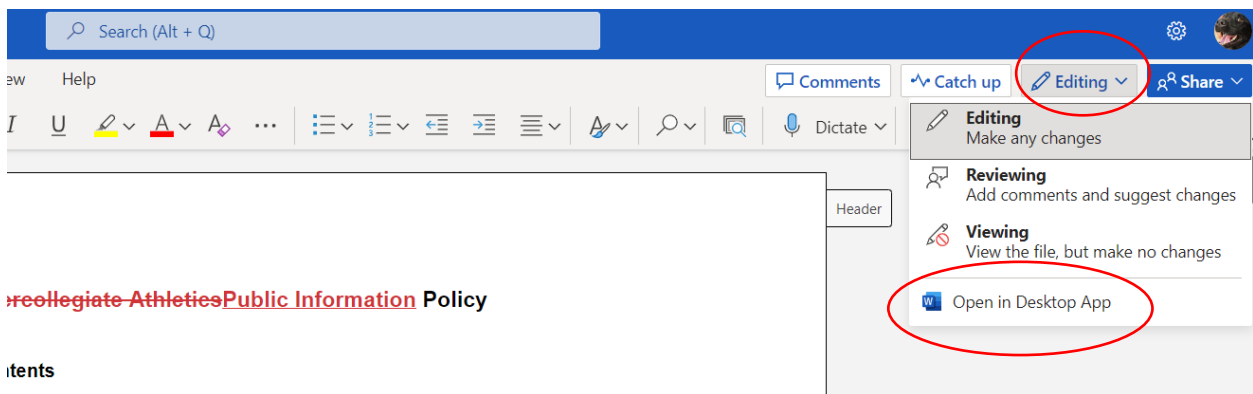 Search (Alt + Q)
ew Help
Comments Catch up Editing Share
I U A A Dictate
Editing
Make any changes
Reviewing
Add comments and suggest changes
Header
Viewing
View the file, but make no changes
ercollegiate AthleticsPublic Information Policy
W Open in Desktop App
ntents